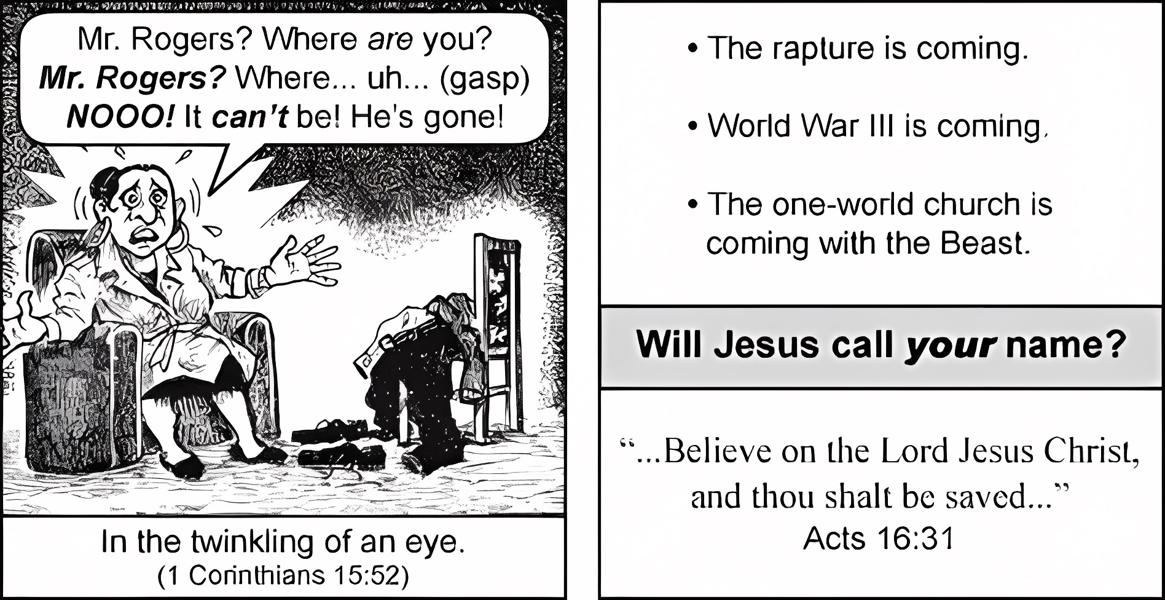 Mr. Rogers? Where are you?
Mr. Rogers? Where... uh... (gasp)
NOOO! It can't be! He's gone!
In the twinkling of an eye.
(1 Corinthians 15:52)
• The rapture is coming.
• World War III is coming.
• The one-world church is
coming with the Beast.
Will Jesus call your name?
“...Believe on the Lord Jesus Christ,
and thou shalt be saved...”
Acts 16:31